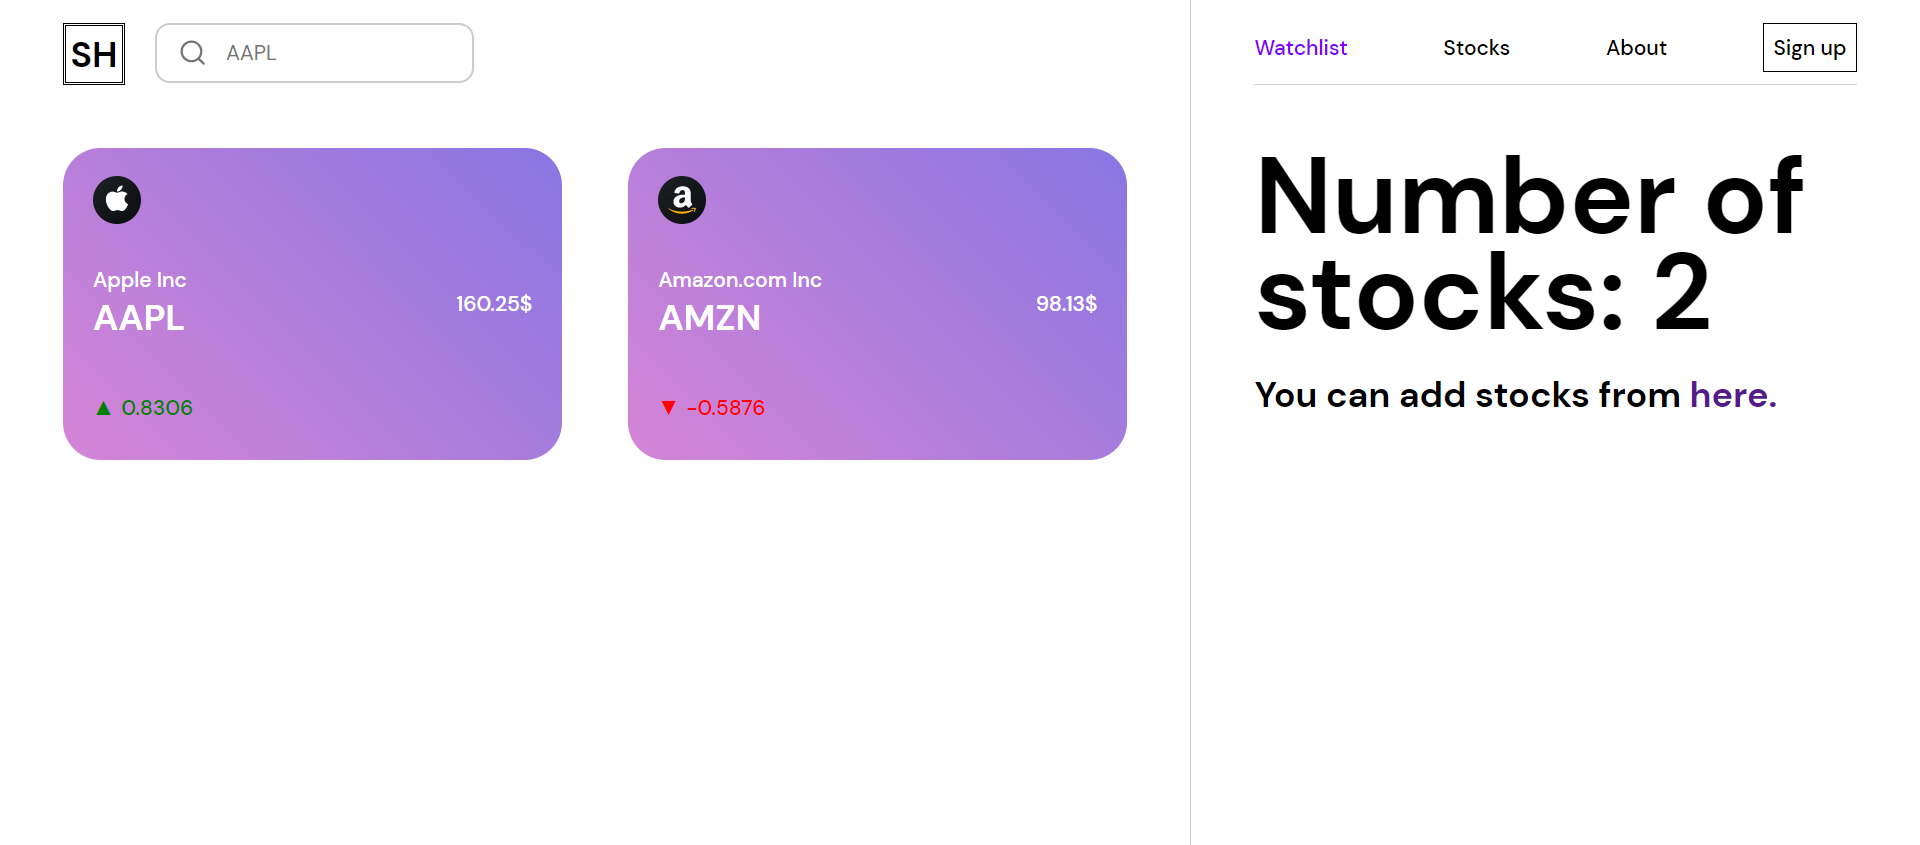 SH
AAPL
Watchlist
Stocks
About
Sign up
Apple Inc
AAPL
160.25$
▲ 0.8306
Amazon.com Inc
AMZN
98.13$
▼ -0.5876
Number of
stocks: 2
You can add stocks from here.